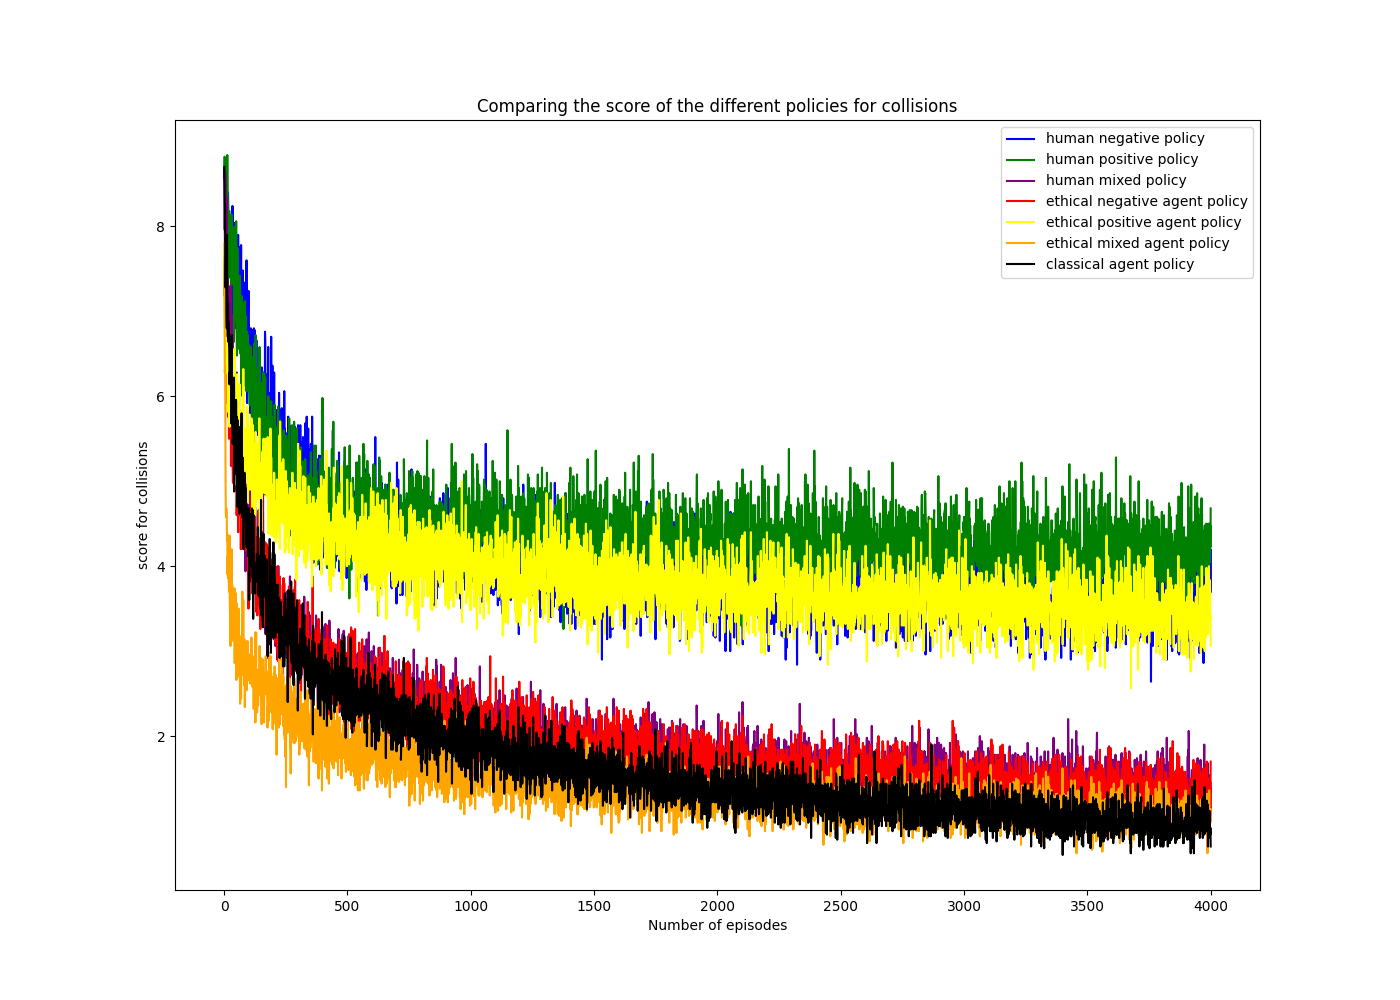 Comparing the score of the different policies for collisions
human negative policy
human positive policy
human mixed policy
ethical negative agent policy
ethical positive agent policy
ethical mixed agent policy
classical agent policy
score for collisions
8
6
4
2
0
500
1000
1500
2000
2500
3000
3500
4000
Number of episodes